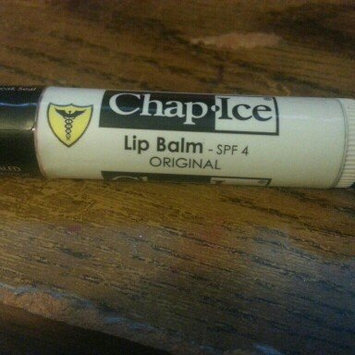 Chap·Ice
Lip Balm - SPF 4
ORIGINAL